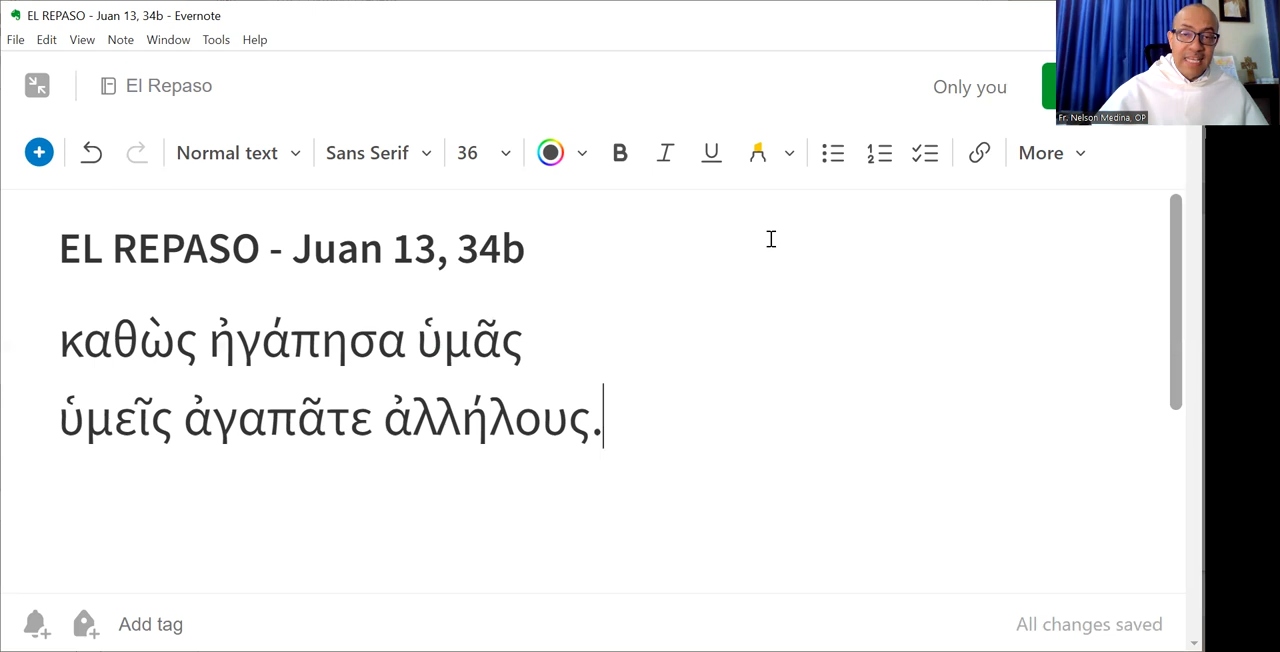 EL REPASO - Juan 13, 34b - Evernote
File Edit View Note Window Tools Help
El Repaso
Only you
Normal text
Sans Serif
36
B I U
More
EL REPASO - Juan 13, 34b
καθὼς ἠγάπησα ὑμᾶς
ὑμεῖς ἀγαπᾶτε ἀλλήλους.
Add tag
All changes saved
Fr. Nelson Medina, OP